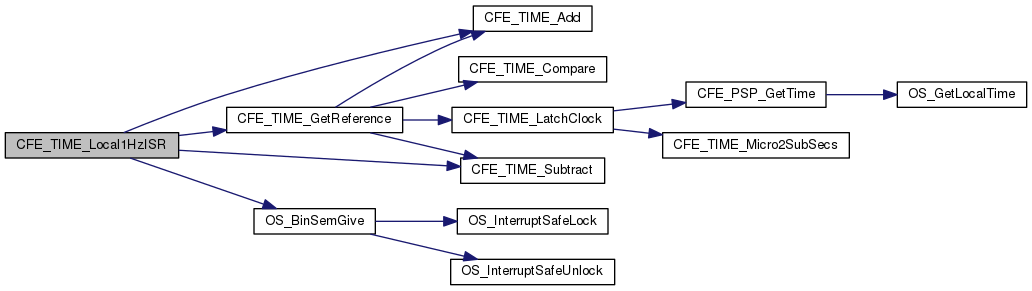 CFE_TIME_Add
CFE_TIME_Compare
CFE_PSP_GetTime
OS_GetLocalTime
CFE_TIME_GetReference
CFE_TIME_LatchClock
CFE_TIME_Local1HzISR
CFE_TIME_Micro2SubSecs
CFE_TIME_Subtract
OS_BinSemGive
OS_InterruptSafeLock
OS_InterruptSafeUnlock